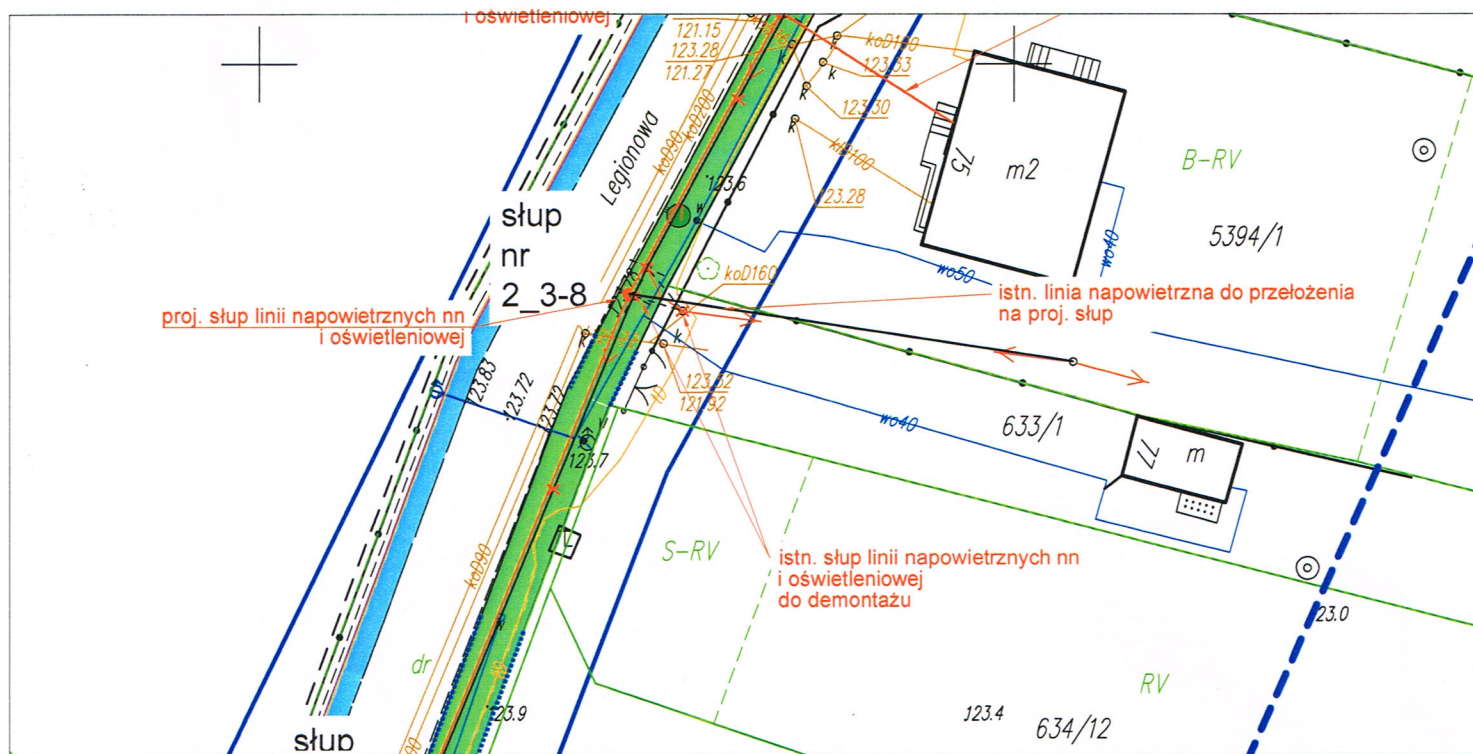 i oświetleniowej
121.15
123.28
121.27
koD160
123.33
123.30
koD200
koD90
Legionowa
kłD100
123.28
123.6
75
m2
B-RV
5394/1
wo40
wo50
słup
nr
2_3-8
koD160
istn. linia napowietrzna do przełożenia
na proj. słup
proj. słup linii napowietrznych nn
i oświetleniowej
123.83
123.72
123.72
121.92
wo40
633/1
77
m
123.7
S-RV
istn. słup linii napowietrznych nn
i oświetleniowej
do demontażu
koD90
23.0
dr
RV
123.4
634/12
23.9
słup